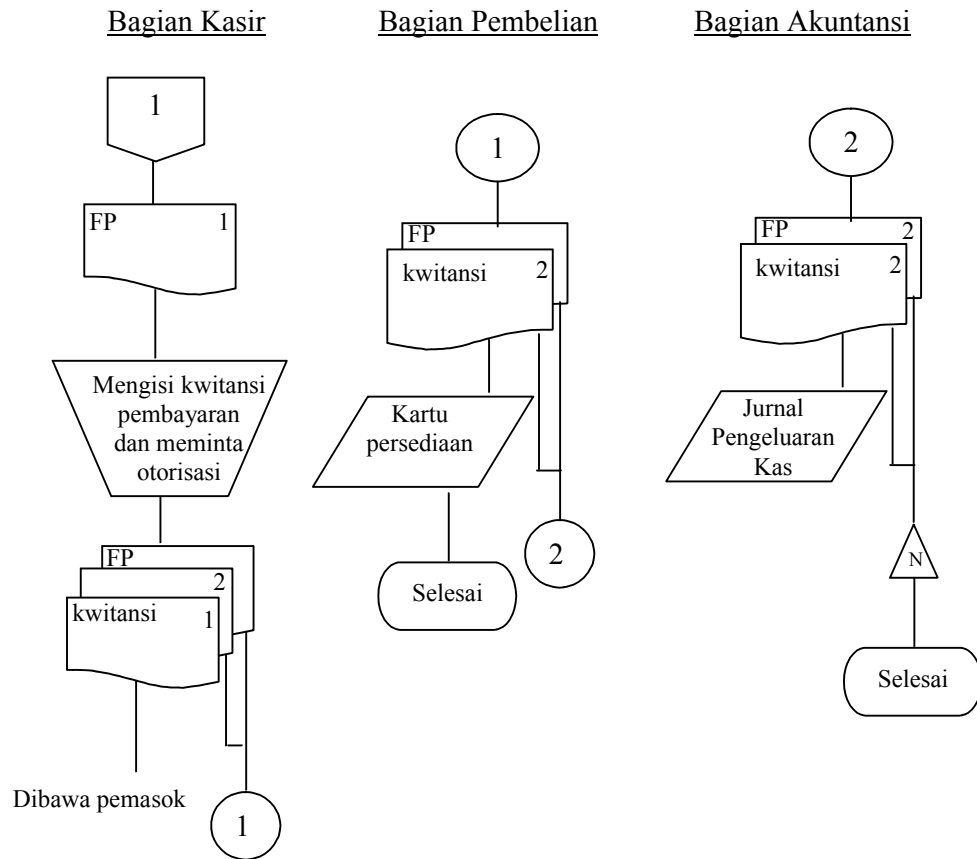 Bagian Kasir
1
FP 1
Mengisi kwitansi
pembayaran
dan meminta
otorisasi
FP
2
kwitansi 1
Dibawa pemasok
1
Bagian Pembelian
1
FP
kwitansi 2
Kartu
persediaan
2
Selesai
Bagian Akuntansi
2
FP 2
kwitansi 2
Jurnal
Pengeluaran
Kas
N
Selesai